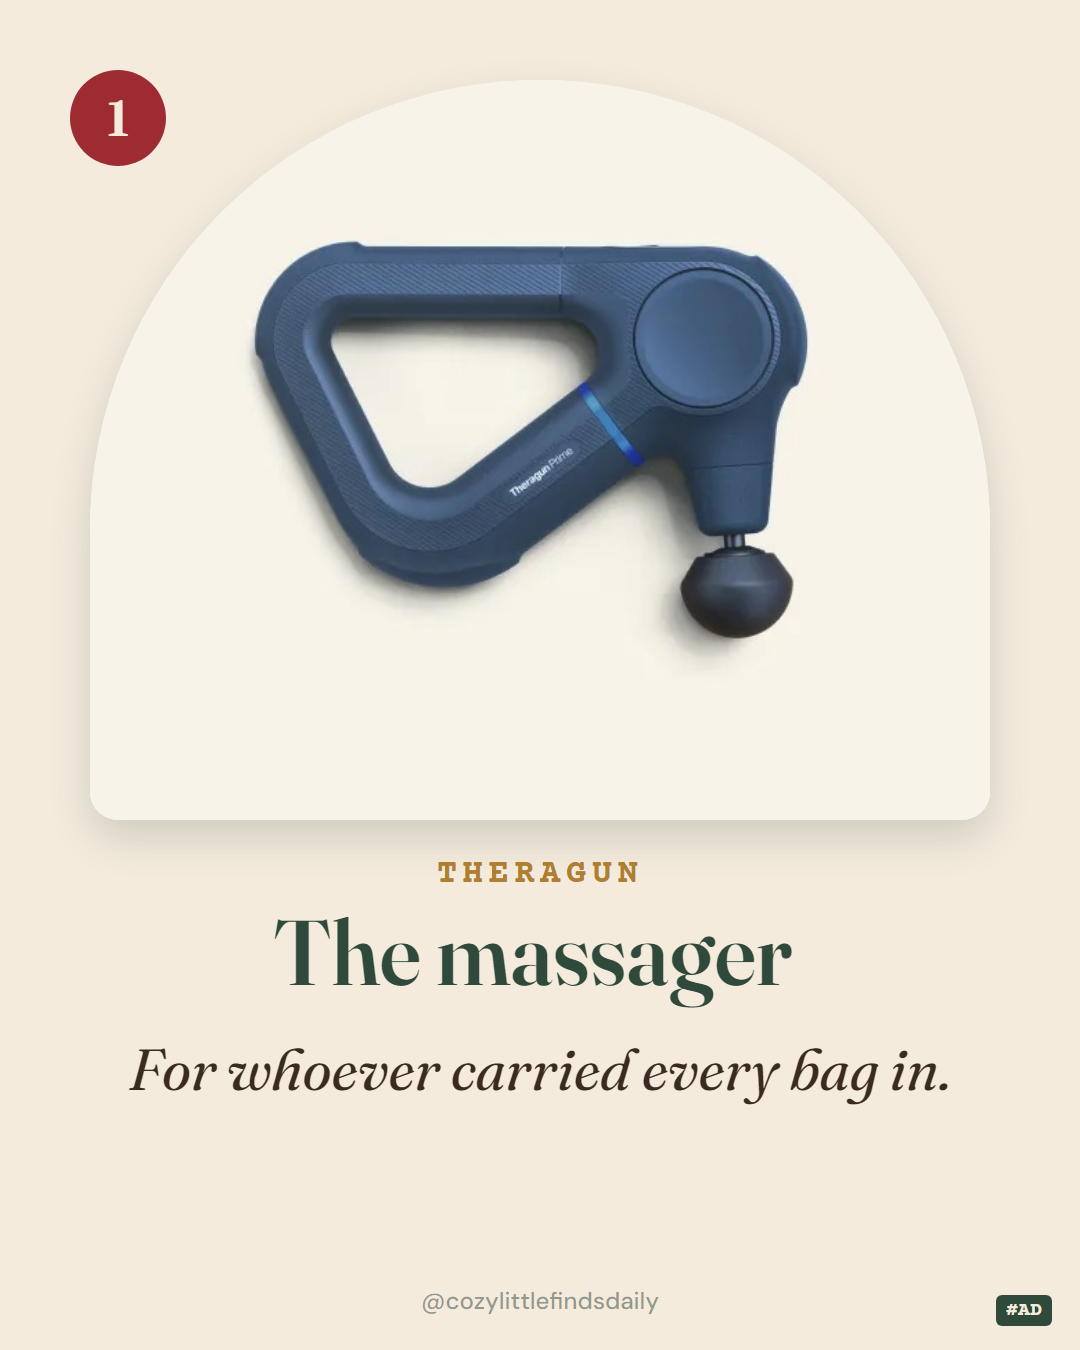 1
Theragun Prime
THERAGUN
The massager
For whoever carried every bag in.
@cozylittlefindsdaily
#AD